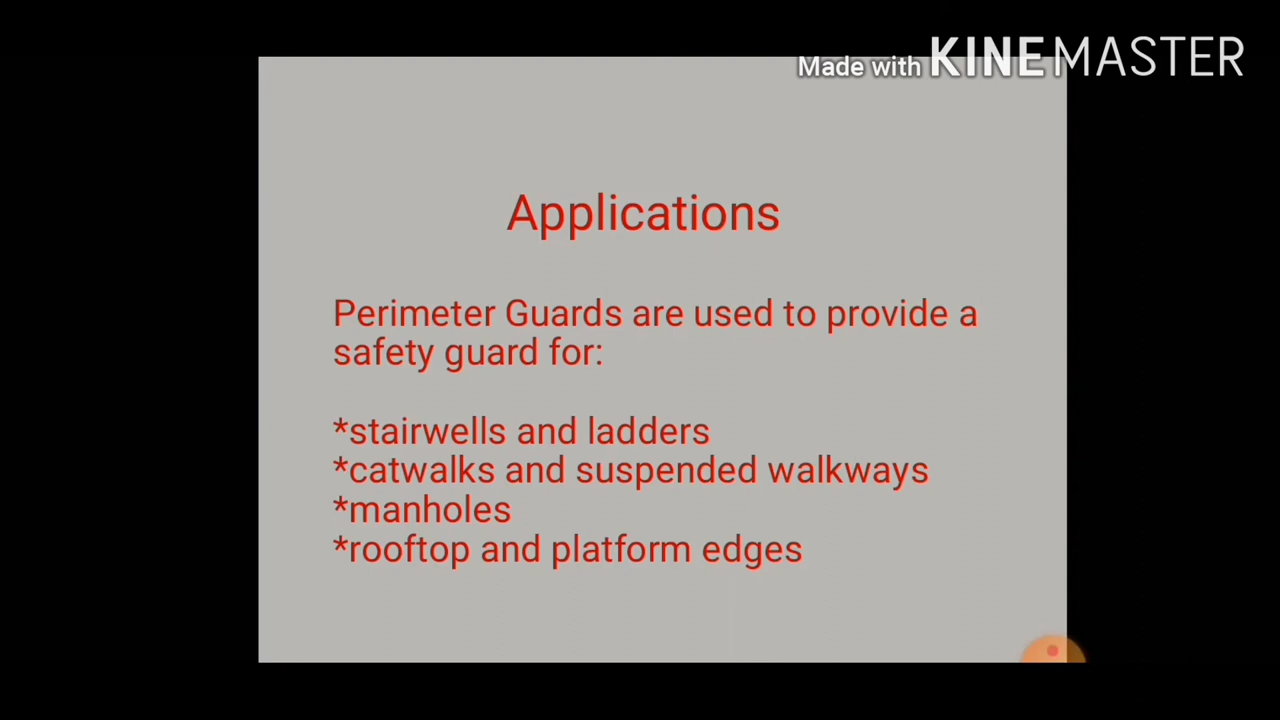 Made with KINEMASTER
Applications
Perimeter Guards are used to provide a
safety guard for:
*stairwells and ladders
*catwalks and suspended walkways
*manholes
*rooftop and platform edges